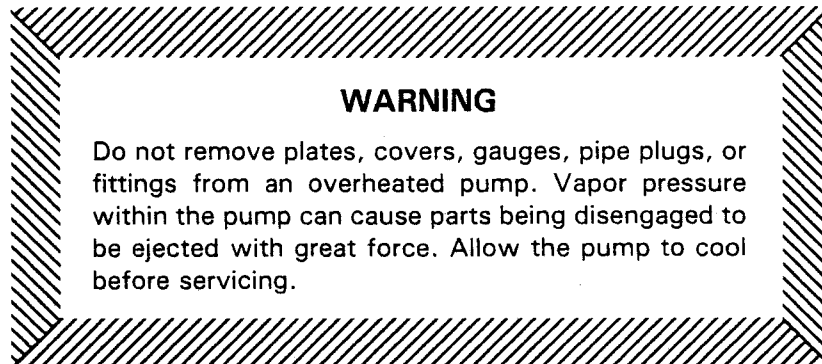 WARNING
Do not remove plates, covers, gauges, pipe plugs, or
fittings from an overheated pump. Vapor pressure
within the pump can cause parts being disengaged to
be ejected with great force. Allow the pump to cool
before servicing.